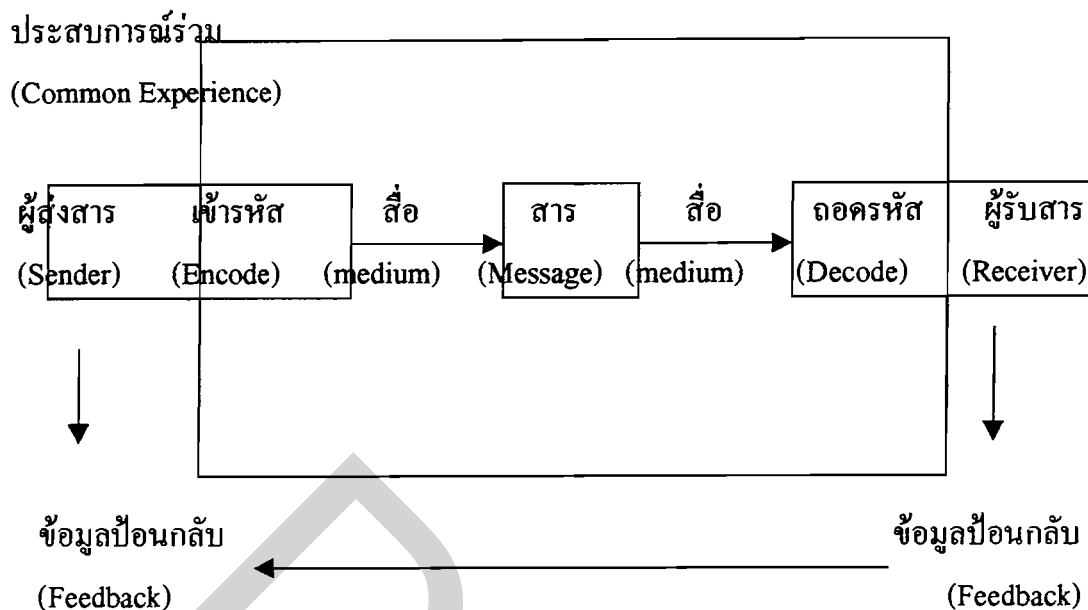 ประสบการณ์ร่วม
(Common Experience)
ผู้ส่งสาร เข้ารหัส สื่อ สาร สื่อ ถอดรหัส ผู้รับสาร
(Sender) (Encode) (medium) (Message) (medium) (Decode) (Receiver)
ข้อมูลป้อนกลับ ข้อมูลป้อนกลับ
(Feedback) (Feedback)